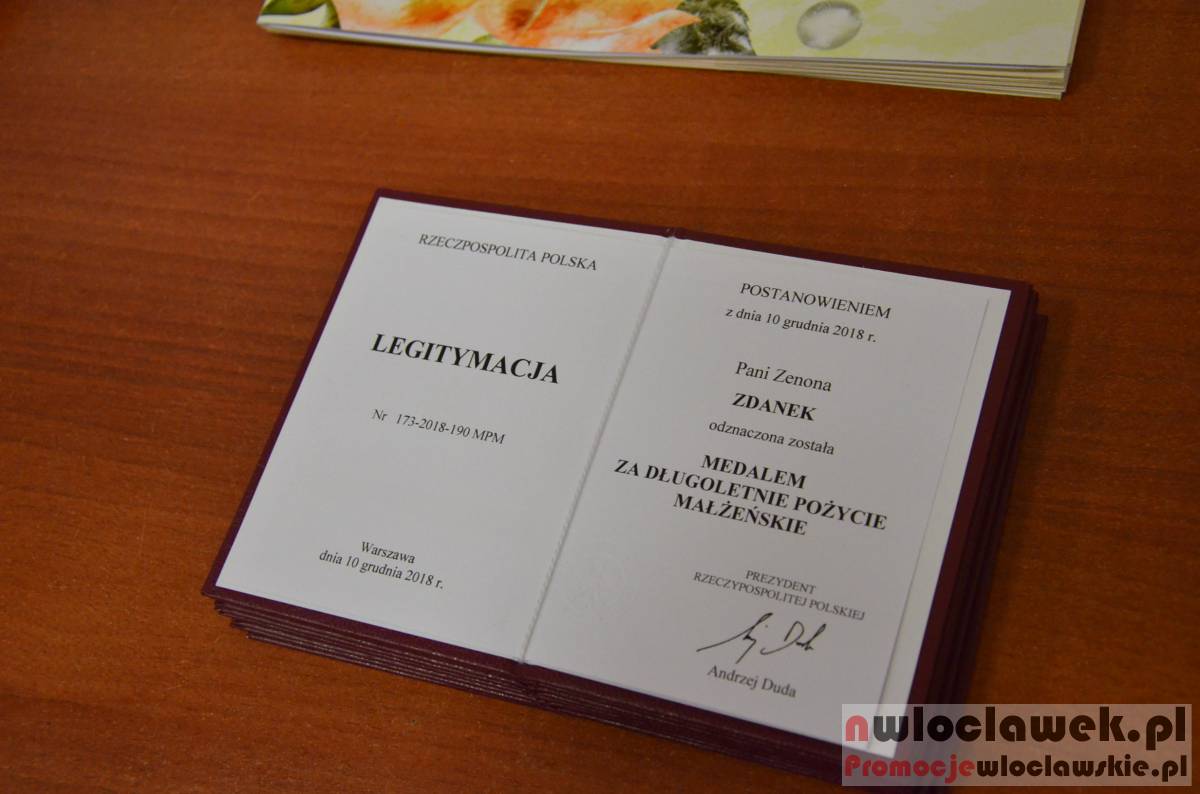 RZECZPOSPOLITA POLSKA
LEGITYMACJA
Nr 173-2018-190 MPM
Warszawa
dnia 10 grudnia 2018 r.
POSTANOWIENIEM
z dnia 10 grudnia 2018 r.
Pani Zenona
ZDANEK
odznaczona została
MEDALEM
ZA DŁUGOLETNIE POŻYCIE
MAŁŻEŃSKIE
PREZYDENT
RZECZYPOSPOLITEJ POLSKIEJ
Andrzej Duda
nwloclawek.pl
Promocjewloclawskie.pl